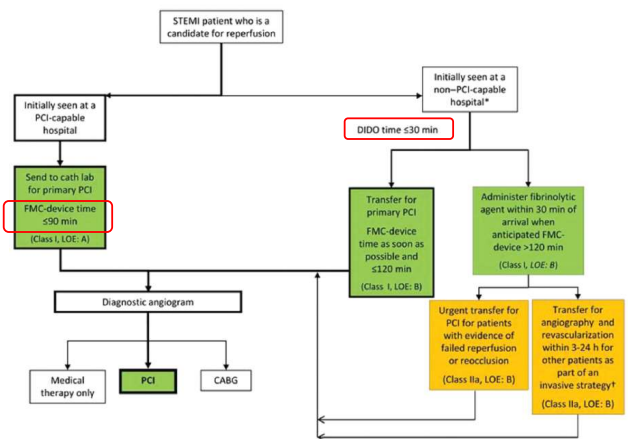 STEMI patient who is a
candidate for reperfusion
Initially seen at a
PCI-capable
hospital
Initially seen at a
non–PCI-capable
hospital*
DIDO time ≤30 min
Send to cath lab
for primary PCI
FMC-device time
≤90 min
(Class I, LOE: A)
Transfer for
primary PCI
FMC-device
time as soon as
possible and
≤120 min
(Class I, LOE: B)
Administer fibrinolytic
agent within 30 min of
arrival when
anticipated FMC-
device >120 min
(Class I, LOE: B)
Diagnostic angiogram
Urgent transfer for
PCI for patients
with evidence of
failed reperfusion
or reocclusion
(Class IIa, LOE: B)
Transfer for
angiography and
revascularization
within 3-24 h for
other patients as
part of an
invasive strategy†
(Class IIa, LOE: B)
Medical
therapy only
PCI
CABG